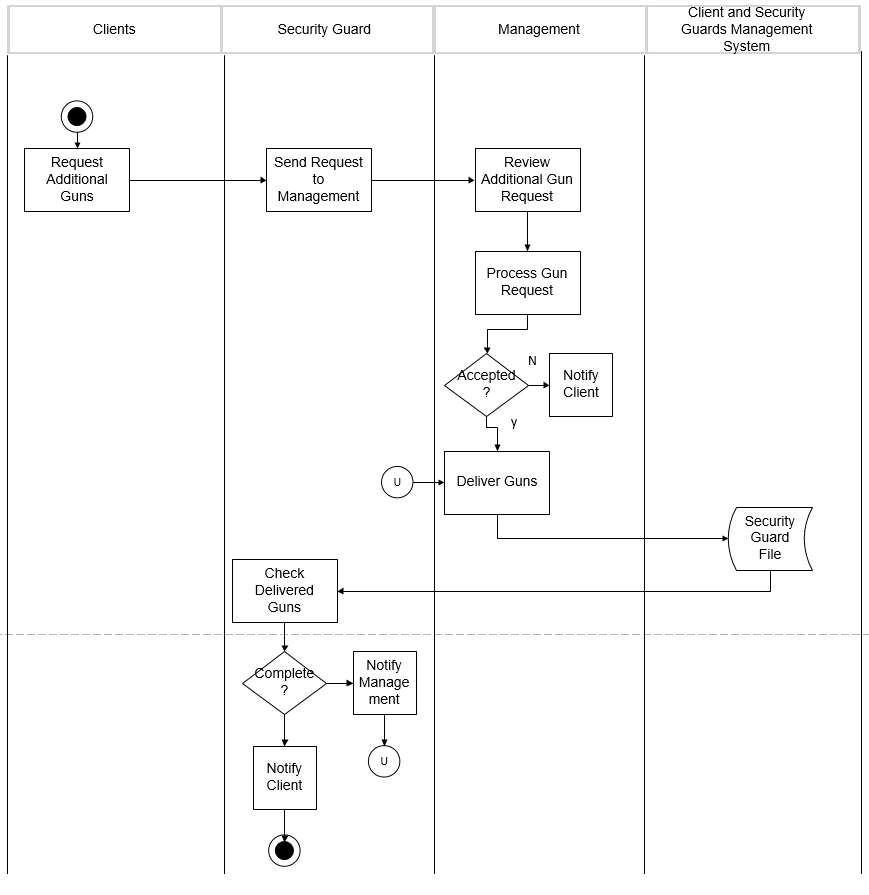 Clients
Security Guard
Management
Client and Security
Guards Management
System
Request
Additional
Guns
Send Request
to
Management
Review
Additional Gun
Request
Process Gun
Request
Accepted
?
N
Notify
Client
y
U
Deliver Guns
Security
Guard
File
Check
Delivered
Guns
Complete
?
Notify
Manage
ment
U
Notify
Client